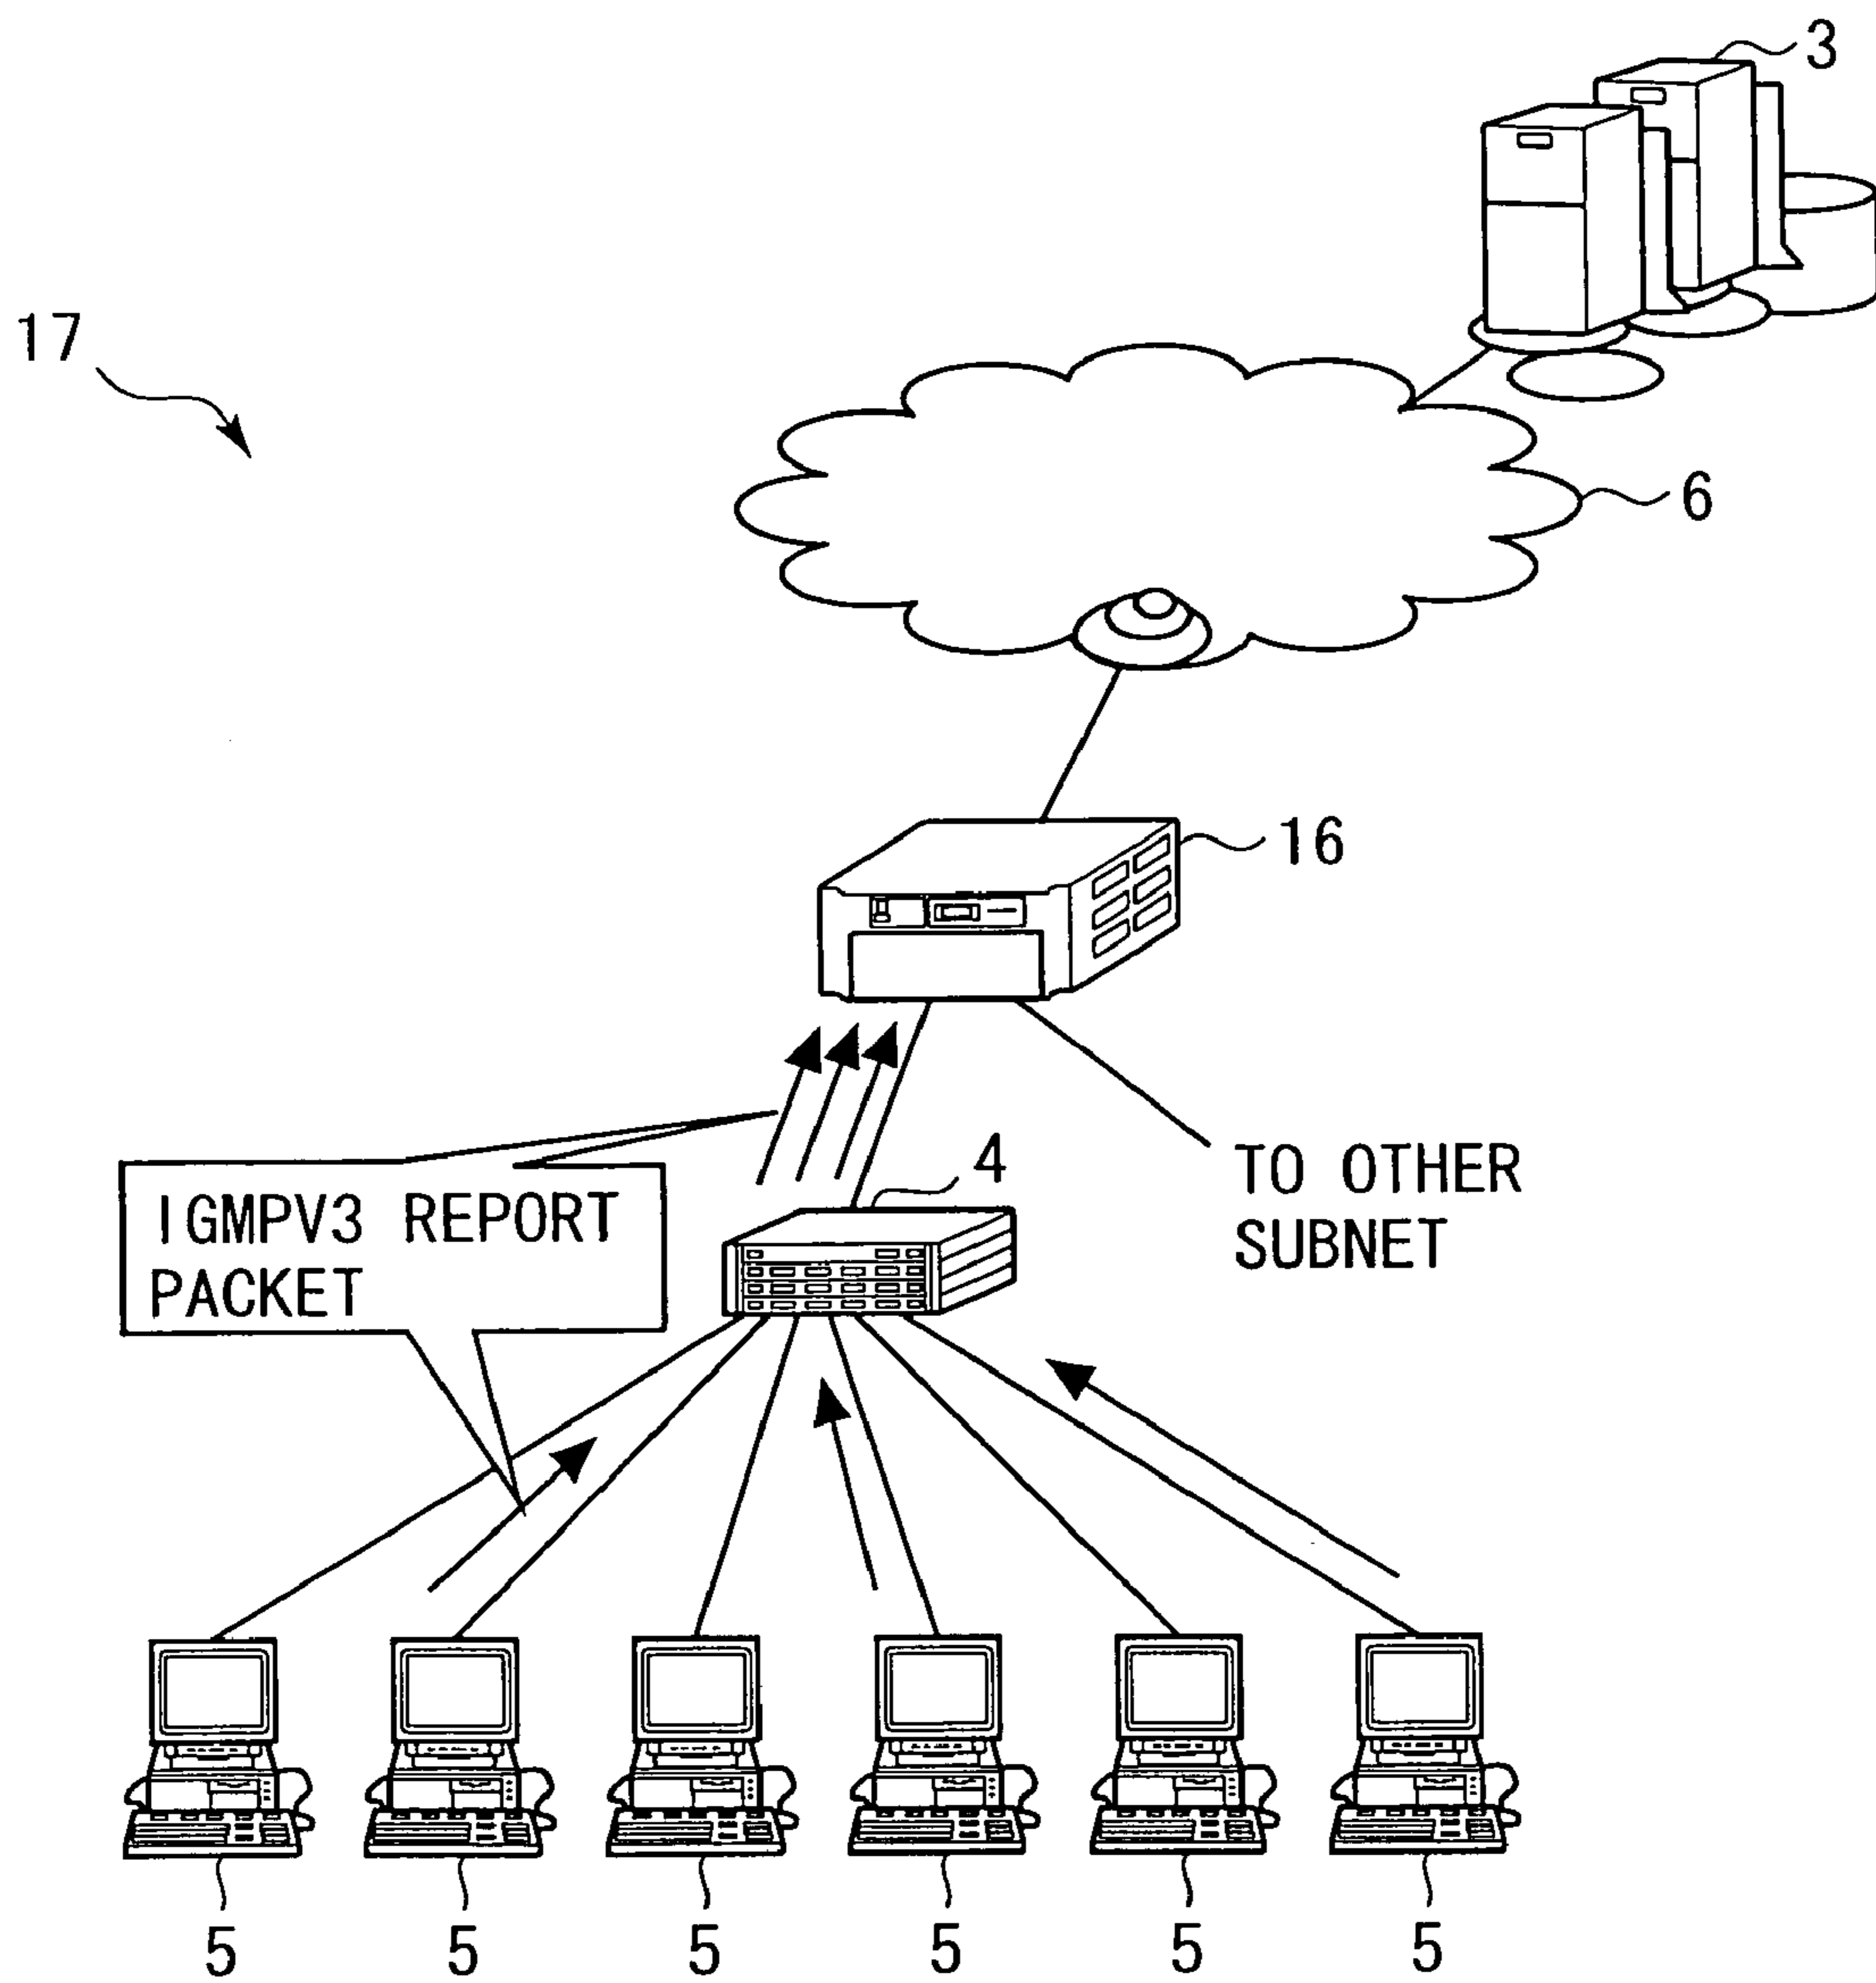 3
17
6
16
4
TO OTHER
SUBNET
IGMPV3 REPORT
PACKET
5 5 5 5 5 5